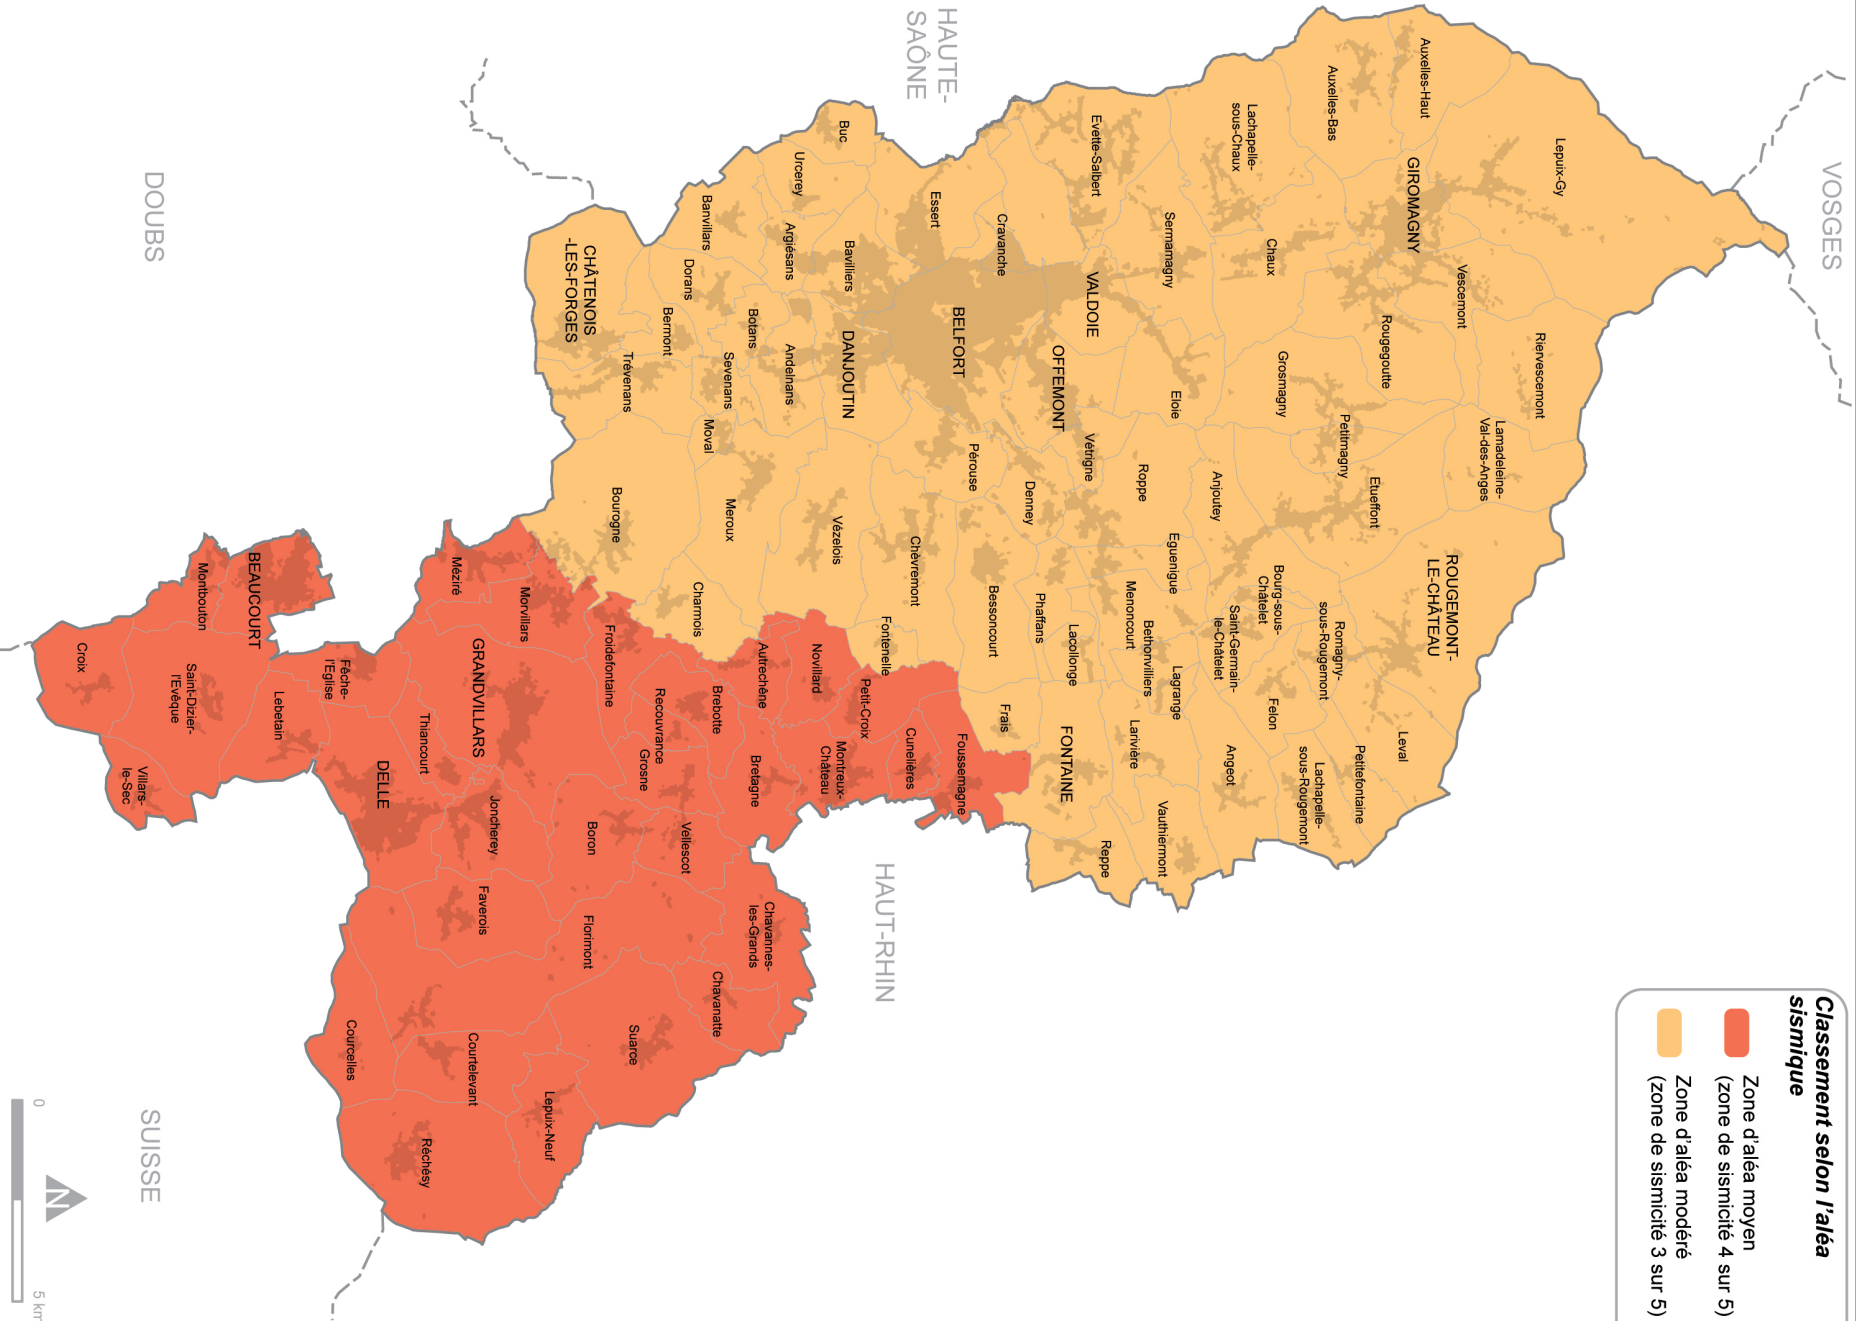 Classement selon l'aléa
sismique
Zone d'aléa moyen
(zone de sismicité 4 sur 5)
Zone d'aléa modéré
(zone de sismicité 3 sur 5)
VOSGES
HAUTE-
SAÔNE
DOUBS
HAUT-RHIN
SUISSE
Lepuix-Gy
Auxelles-Haut
Auxelles-Bas
GIROMAGNY
Vescemont
Riervescemont
Rougegoutte
Lamadeleine-
Val-des-Anges
Lachapelle-
sous-Chaux
Chaux
Grosmagny
Petitmagny
Etueffont
ROUGEMONT-
LE-CHÂTEAU
Leval
Petitefontaine
Romagny-
sous-Rougemont
Lachapelle-
sous-Rougemont
Bourg-sous-
Châtelet
Felon
Saint-Germain-
le-Châtelet
Angeot
Anjoutey
Sermamagny
Eloie
Evette-Salbert
VALDOIE
OFFEMONT
Vétrigne
Roppe
Eguenigue
Menoncourt
Bethonvilliers
Lagrange
Larivière
Vauthiermont
Reppe
FONTAINE
Lacollonge
Phaffans
Denney
Cravanche
Essert
BELFORT
Pérouse
Bessoncourt
Frais
Chèvremont
Fontenelle
Foussemagne
Cunelières
Petit-Croix
Montreux-
Château
Novillard
Vézelois
DANJOUTIN
Bavilliers
Buc
Urcerey
Argiésans
Andelnans
Banvillars
Dorans
Botans
Sevenans
Bermont
Moval
Meroux
Trévenans
CHÂTENOIS
-LES-FORGES
Bourogne
Charmois
Autrechêne
Brebotte
Bretagne
Recouvrance
Grosne
Froidefontaine
Vellescot
Boron
Morvillars
Méziré
GRANDVILLARS
Thiancourt
Joncherey
DELLE
Faverois
Florimont
Chavannes-
les-Grands
Chavanatte
Suarce
Lepuix-Neuf
Courtelevant
Courcelles
Réchésy
Fêche-
l'Eglise
Lebetain
BEAUCOURT
Montbouton
Saint-Dizier-
l'Evêque
Croix
Villars-
le-Sec
N
0
5 km